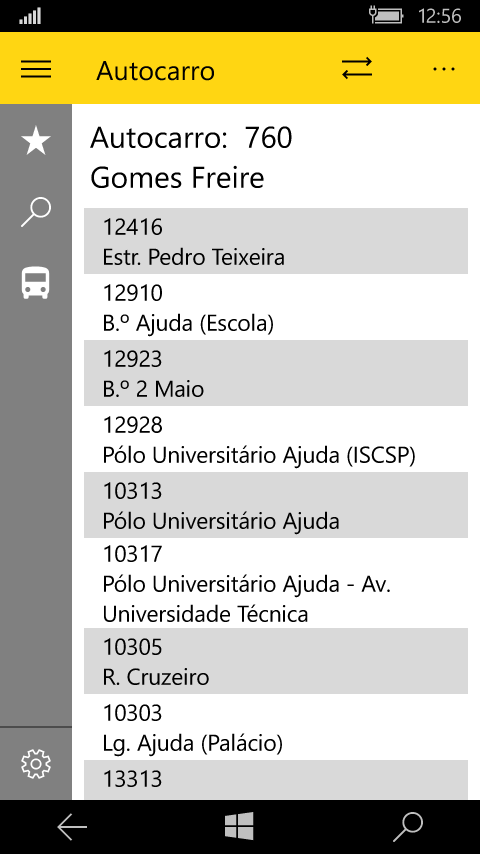 12:56
Autocarro
Autocarro: 760
Gomes Freire
12416
Estr. Pedro Teixeira
12910
B.º Ajuda (Escola)
12923
B.º 2 Maio
12928
Pólo Universitário Ajuda (ISCSP)
10313
Pólo Universitário Ajuda
10317
Pólo Universitário Ajuda - Av.
Universidade Técnica
10305
R. Cruzeiro
10303
Lg. Ajuda (Palácio)
13313